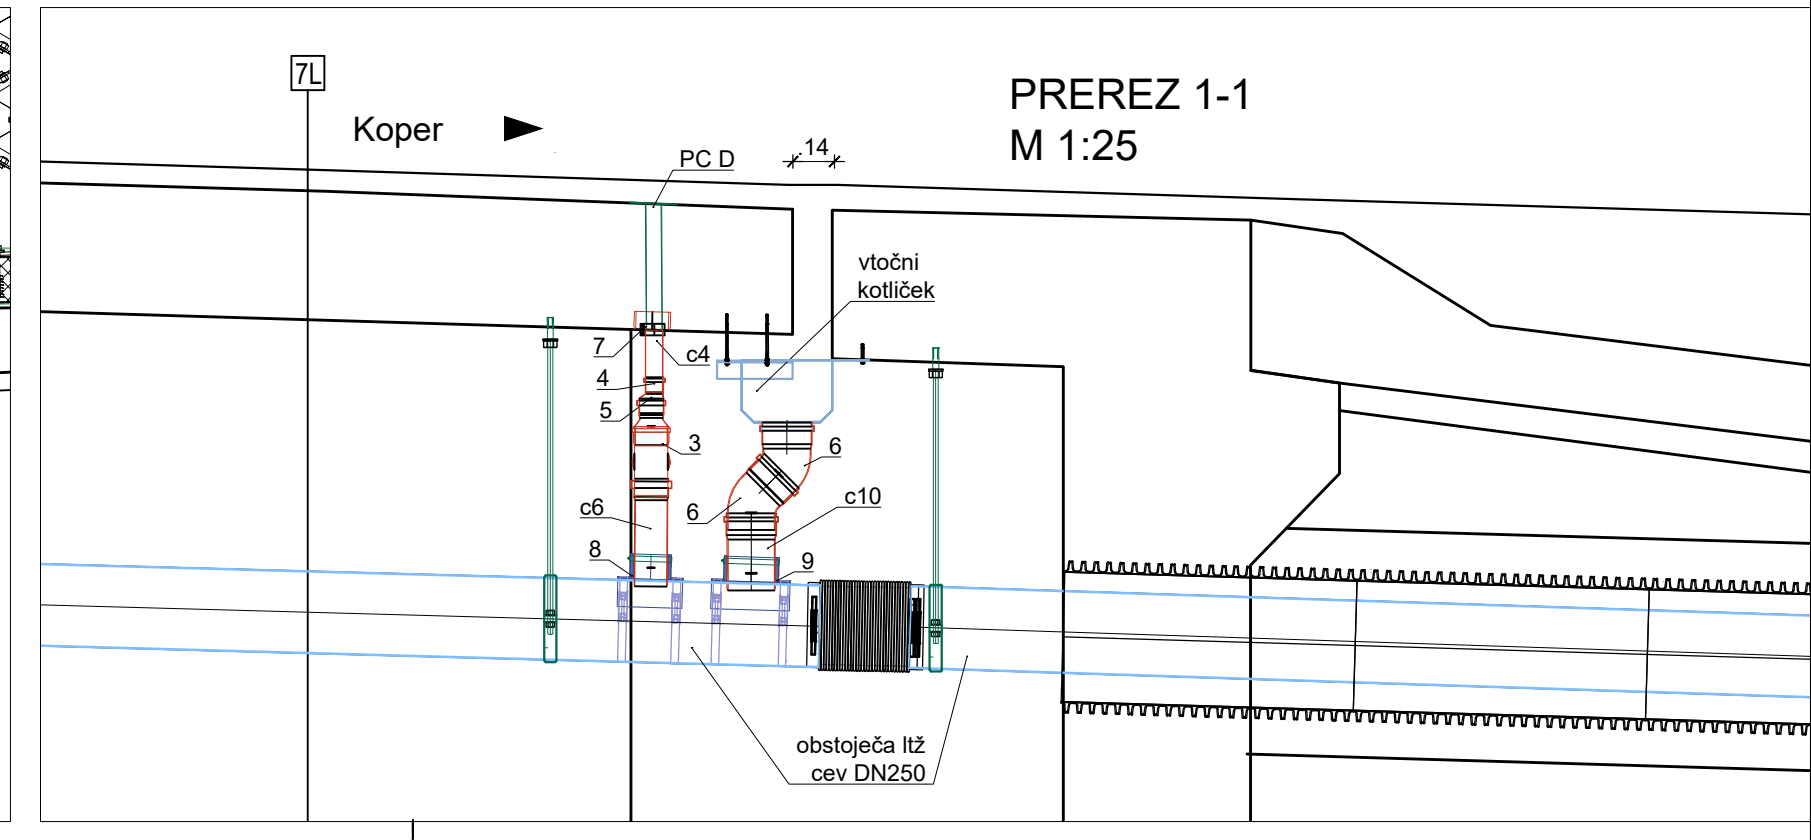 7L
Koper
PREREZ 1-1
M 1:25
PC D
.14
vtočni
kotliček
7
c4
4
5
3
6
6
c6
c10
8
9
obstoječa ltž
cev DN250